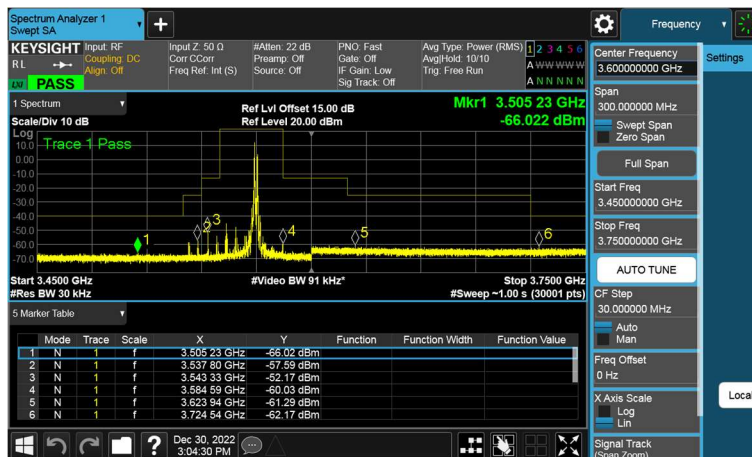 Spectrum Analyzer 1
Swept SA
Frequency
KEYSIGHT
RL
LXI PASS
Input: RF
Coupling: DC
Align: Off
Input Z: 50 Ω
Corr CCorr
Freq Ref: Int (S)
#Atten: 22 dB
Preamp: Off
Source: Off
PNO: Fast
Gate: Off
IF Gain: Low
Sig Track: Off
Avg Type: Power (RMS)
Avg|Hold: 10/10
Trig: Free Run
1 2 3 4 5 6
A W W W W W
A N N N N N
1 Spectrum
Scale/Div 10 dB
Ref Lvl Offset 15.00 dB
Ref Level 20.00 dBm
Mkr1 3.505 23 GHz
-66.022 dBm
Log
Trace 1 Pass
10.0
0.00
-10.0
-20.0
-30.0
-40.0
-50.0
-60.0
-70.0
1
2
3
4
5
6
Start 3.4500 GHz
#Res BW 30 kHz
#Video BW 91 kHz*
Stop 3.7500 GHz
#Sweep ~1.00 s (30001 pts)
5 Marker Table
Mode Trace Scale X Y Function Function Width Function Value
1 N 1 f 3.505 23 GHz -66.02 dBm
2 N 1 f 3.537 80 GHz -57.59 dBm
3 N 1 f 3.543 33 GHz -52.17 dBm
4 N 1 f 3.584 59 GHz -60.03 dBm
5 N 1 f 3.623 94 GHz -61.29 dBm
6 N 1 f 3.724 54 GHz -62.17 dBm
Dec 30, 2022
3:04:30 PM
Center Frequency
3.600000000 GHz
Settings
Span
300.000000 MHz
Swept Span
Zero Span
Full Span
Start Freq
3.450000000 GHz
Stop Freq
3.750000000 GHz
AUTO TUNE
CF Step
30.000000 MHz
Auto
Man
Freq Offset
0 Hz
X Axis Scale
Log
Lin
Local
Signal Track
(Span Zoom)